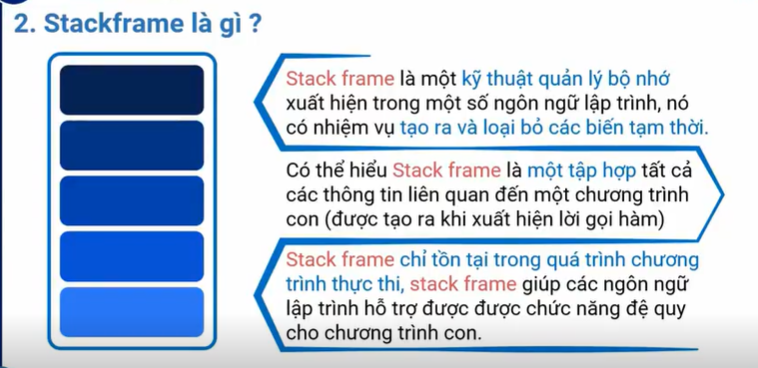 2. Stackframe là gì ?
Stack frame là một kỹ thuật quản lý bộ nhớ
xuất hiện trong một số ngôn ngữ lập trình, nó
có nhiệm vụ tạo ra và loại bỏ các biến tạm thời.
Có thể hiểu Stack frame là một tập hợp tất cả
các thông tin liên quan đến một chương trình
con (được tạo ra khi xuất hiện lời gọi hàm)
Stack frame chỉ tồn tại trong quá trình chương
trình thực thi, stack frame giúp các ngôn ngữ
lập trình hỗ trợ được được chức năng đệ quy
cho chương trình con.